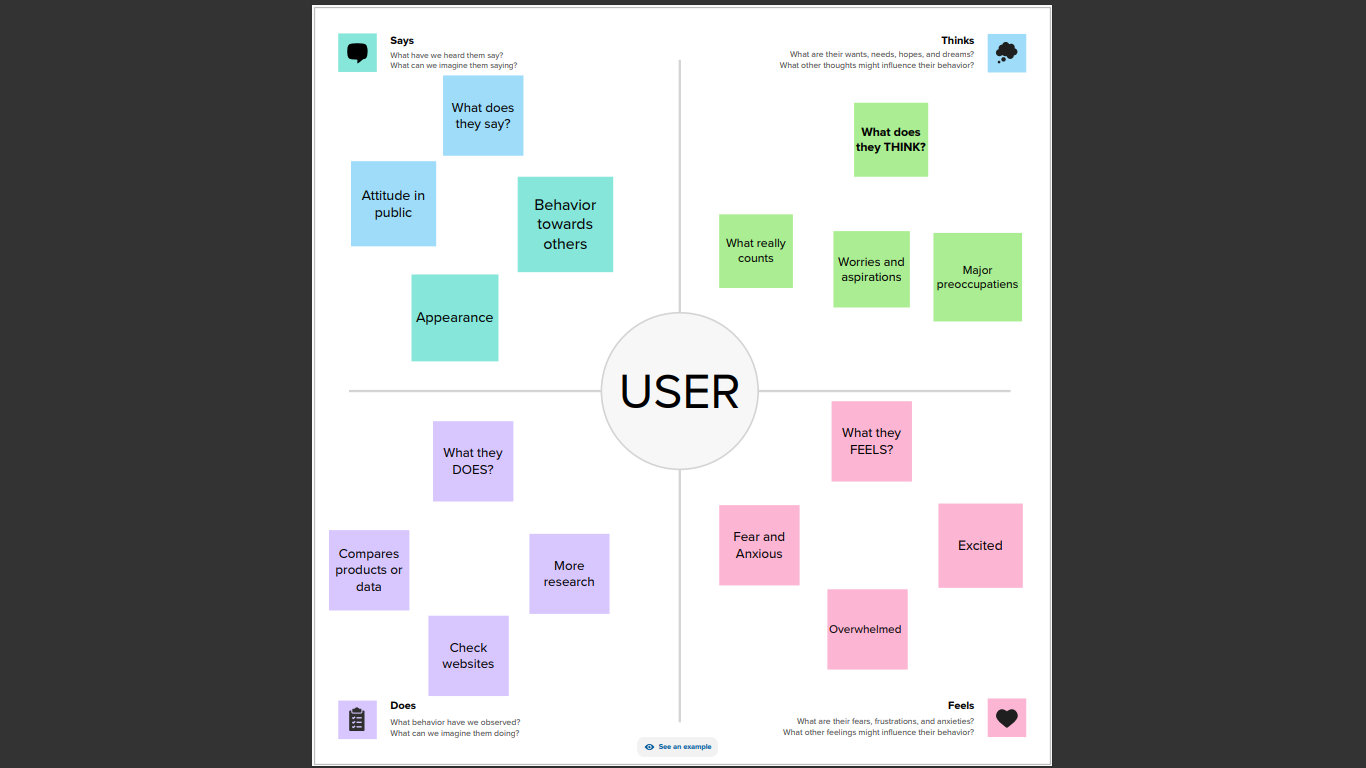 Says
What have we heard them say?
What can we imagine them saying?
What does
they say?
Attitude in
public
Behavior
towards
others
Appearance
Thinks
What are their wants, needs, hopes, and dreams?
What other thoughts might influence their behavior?
What does
they THINK?
What really
counts
Worries and
aspirations
Major
preoccupatiens
USER
What they
DOES?
Compares
products or
data
More
research
Check
websites
Does
What behavior have we observed?
What can we imagine them doing?
What they
FEELS?
Fear and
Anxious
Excited
Overwhelmed
Feels
What are their fears, frustrations, and anxieties?
What other feelings might influence their behavior?
See an example